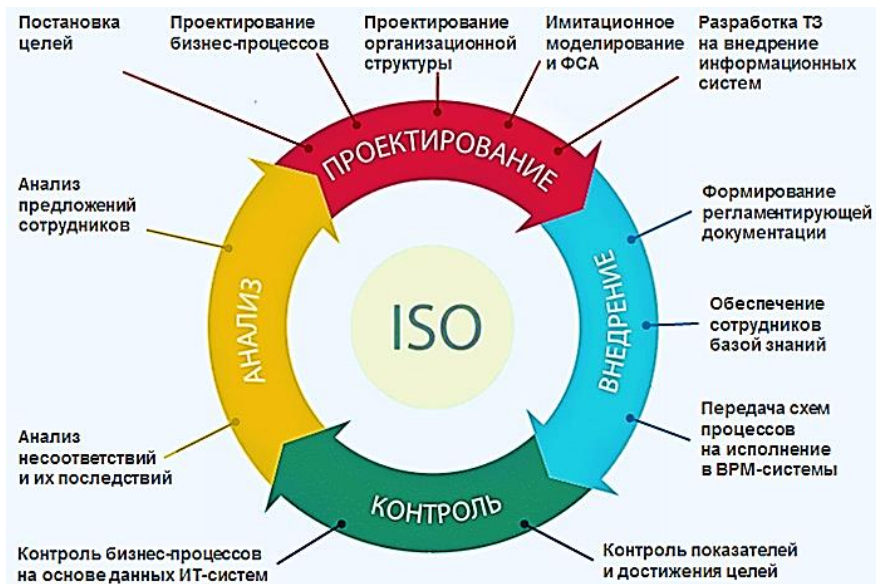 Постановка
целей
Проектирование
бизнес-процессов
Проектирование
организационной
структуры
Имитационное
моделирование
и ФСА
Разработка ТЗ
на внедрение
информационных
систем
ПРОЕКТИРОВАНИЕ
Формирование
регламентирующей
документации
Обеспечение
сотрудников
базой знаний
Передача схем
процессов
на исполнение
в BPM-системы
ВНЕДРЕНИЕ
Контроль показателей
и достижения целей
КОНТРОЛЬ
Контроль бизнес-процессов
на основе данных ИТ-систем
Анализ
несоответствий
и их последствий
АНАЛИЗ
Анализ
предложений
сотрудников
ISO